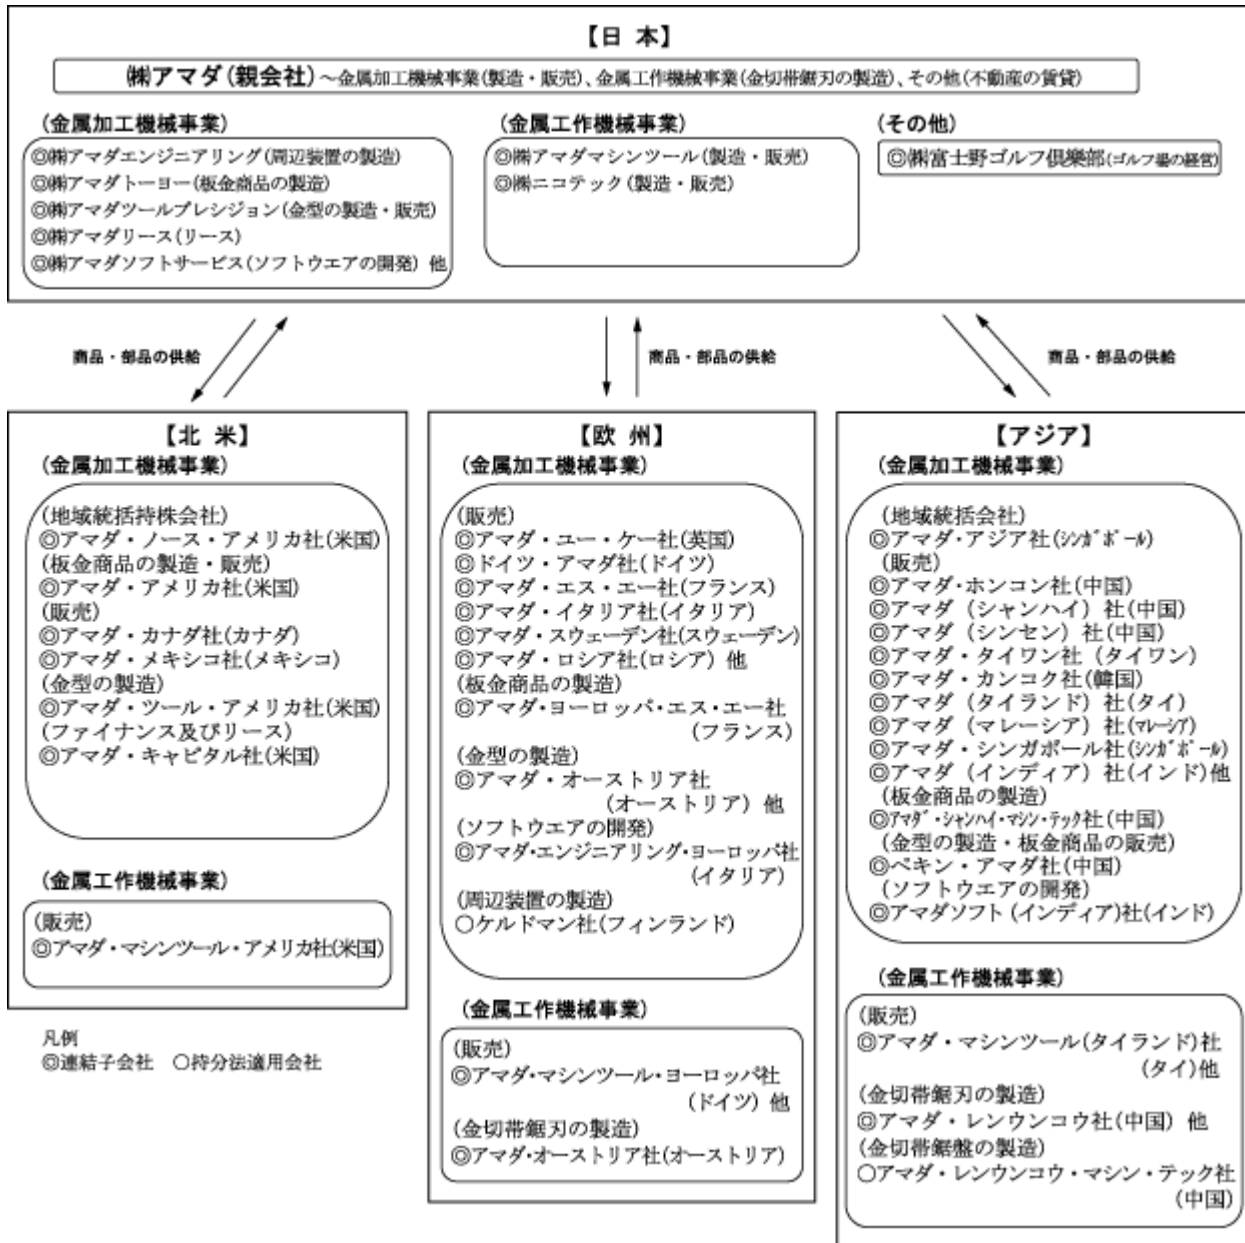 【日 本】
㈱アマダ(親会社)～金属加工機械事業(製造・販売)、金属工作機械事業(金切帯鋸刃の製造)、その他(不動産の賃貸)
(金属加工機械事業)
◎㈱アマダエンジニアリング(周辺装置の製造)
◎㈱アマダトーヨー(板金商品の製造)
◎㈱アマダツールプレシジョン(金型の製造・販売)
◎㈱アマダリース(リース)
◎㈱アマダソフトサービス(ソフトウエアの開発) 他
(金属工作機械事業)
◎㈱アマダマシンツール(製造・販売)
◎㈱ニコテック(製造・販売)
(その他)
◎㈱富士野ゴルフ倶楽部(ゴルフ場の経営)
商品・部品の供給
商品・部品の供給
商品・部品の供給
【北 米】
(金属加工機械事業)
(地域統括持株会社)
◎アマダ・ノース・アメリカ社(米国)
(板金商品の製造・販売)
◎アマダ・アメリカ社(米国)
(販売)
◎アマダ・カナダ社(カナダ)
◎アマダ・メキシコ社(メキシコ)
(金型の製造)
◎アマダ・ツール・アメリカ社(米国)
(ファイナンス及びリース)
◎アマダ・キャピタル社(米国)
(金属工作機械事業)
(販売)
◎アマダ・マシンツール・アメリカ社(米国)
凡例
◎連結子会社 ○持分法適用会社
【欧 州】
(金属加工機械事業)
(販売)
◎アマダ・ユー・ケー社(英国)
◎ドイツ・アマダ社(ドイツ)
◎アマダ・エス・エー社(フランス)
◎アマダ・イタリア社(イタリア)
◎アマダ・スウェーデン社(スウェーデン)
◎アマダ・ロシア社(ロシア) 他
(板金商品の製造)
◎アマダ・ヨーロッパ・エス・エー社
(フランス)
(金型の製造)
◎アマダ・オーストリア社
(オーストリア) 他
(ソフトウエアの開発)
◎アマダ・エンジニアリング・ヨーロッパ社
(イタリア)
(周辺装置の製造)
○ケルドマン社(フィンランド)
(金属工作機械事業)
(販売)
◎アマダ・マシンツール・ヨーロッパ社
(ドイツ) 他
(金切帯鋸刃の製造)
◎アマダ・オーストリア社(オーストリア)
【アジア】
(金属加工機械事業)
(地域統括会社)
◎アマダ・アジア社(ｼﾝｶﾞﾎﾟｰﾙ)
(販売)
◎アマダ・ホンコン社(中国)
◎アマダ (シャンハイ) 社(中国)
◎アマダ (シンセン) 社(中国)
◎アマダ・タイワン社 (タイワン)
◎アマダ・カンコク社(韓国)
◎アマダ (タイランド) 社(タイ)
◎アマダ (マレーシア) 社(ﾏﾚｰｼｱ)
◎アマダ・シンガポール社(ｼﾝｶﾞﾎﾟｰﾙ)
◎アマダ (インディア) 社(インド)他
(板金商品の製造)
◎ｱﾏﾀﾞ・ｼｬﾝﾊｲ・ﾏｼﾝ・ﾃｯｸ社(中国)
(金型の製造・板金商品の販売)
◎ペキン・アマダ社(中国)
(ソフトウエアの開発)
◎アマダソフト(インディア)社(インド)
(金属工作機械事業)
(販売)
◎アマダ・マシンツール(タイランド)社
(タイ)他
(金切帯鋸刃の製造)
◎アマダ・レンウンコウ社(中国) 他
(金切帯鋸盤の製造)
○アマダ・レンウンコウ・マシン・テック社
(中国)